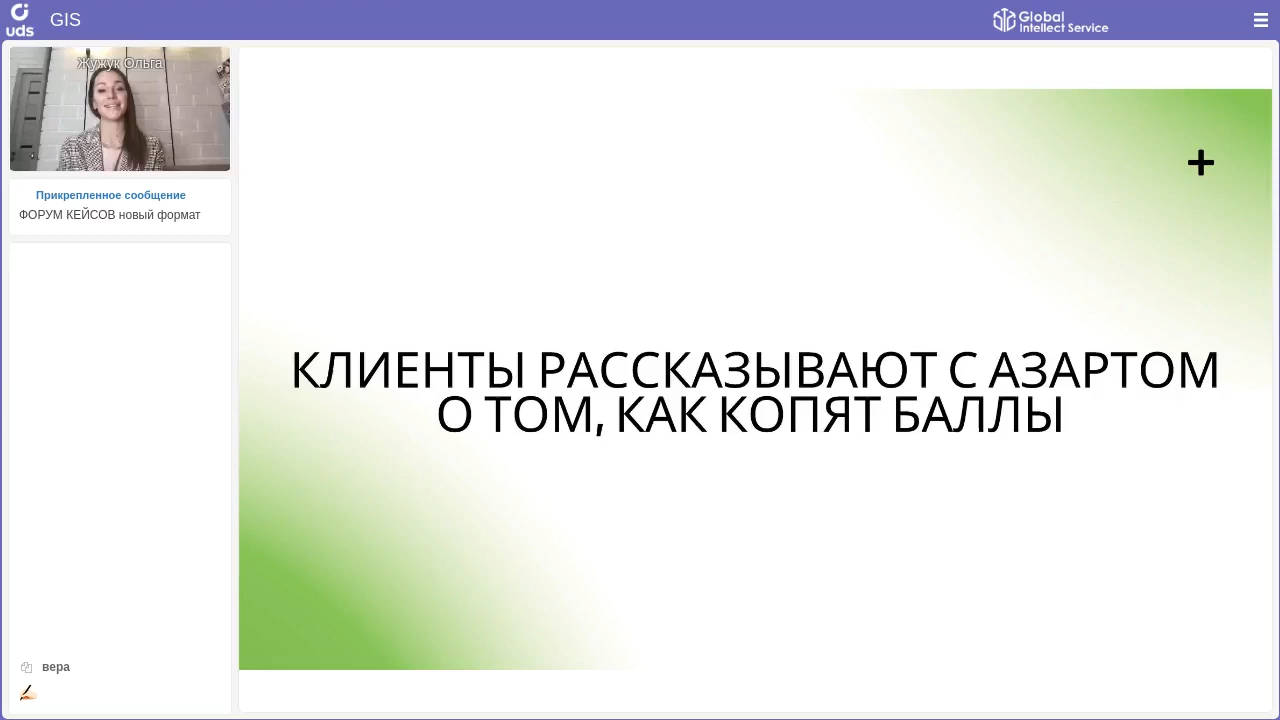 uds
GIS
Global
Intellect Service
Жужук Ольга
Прикрепленное сообщение
ФОРУМ КЕЙСОВ новый формат
КЛИЕНТЫ РАССКАЗЫВАЮТ С АЗАРТОМ
О ТОМ, КАК КОПЯТ БАЛЛЫ
вера